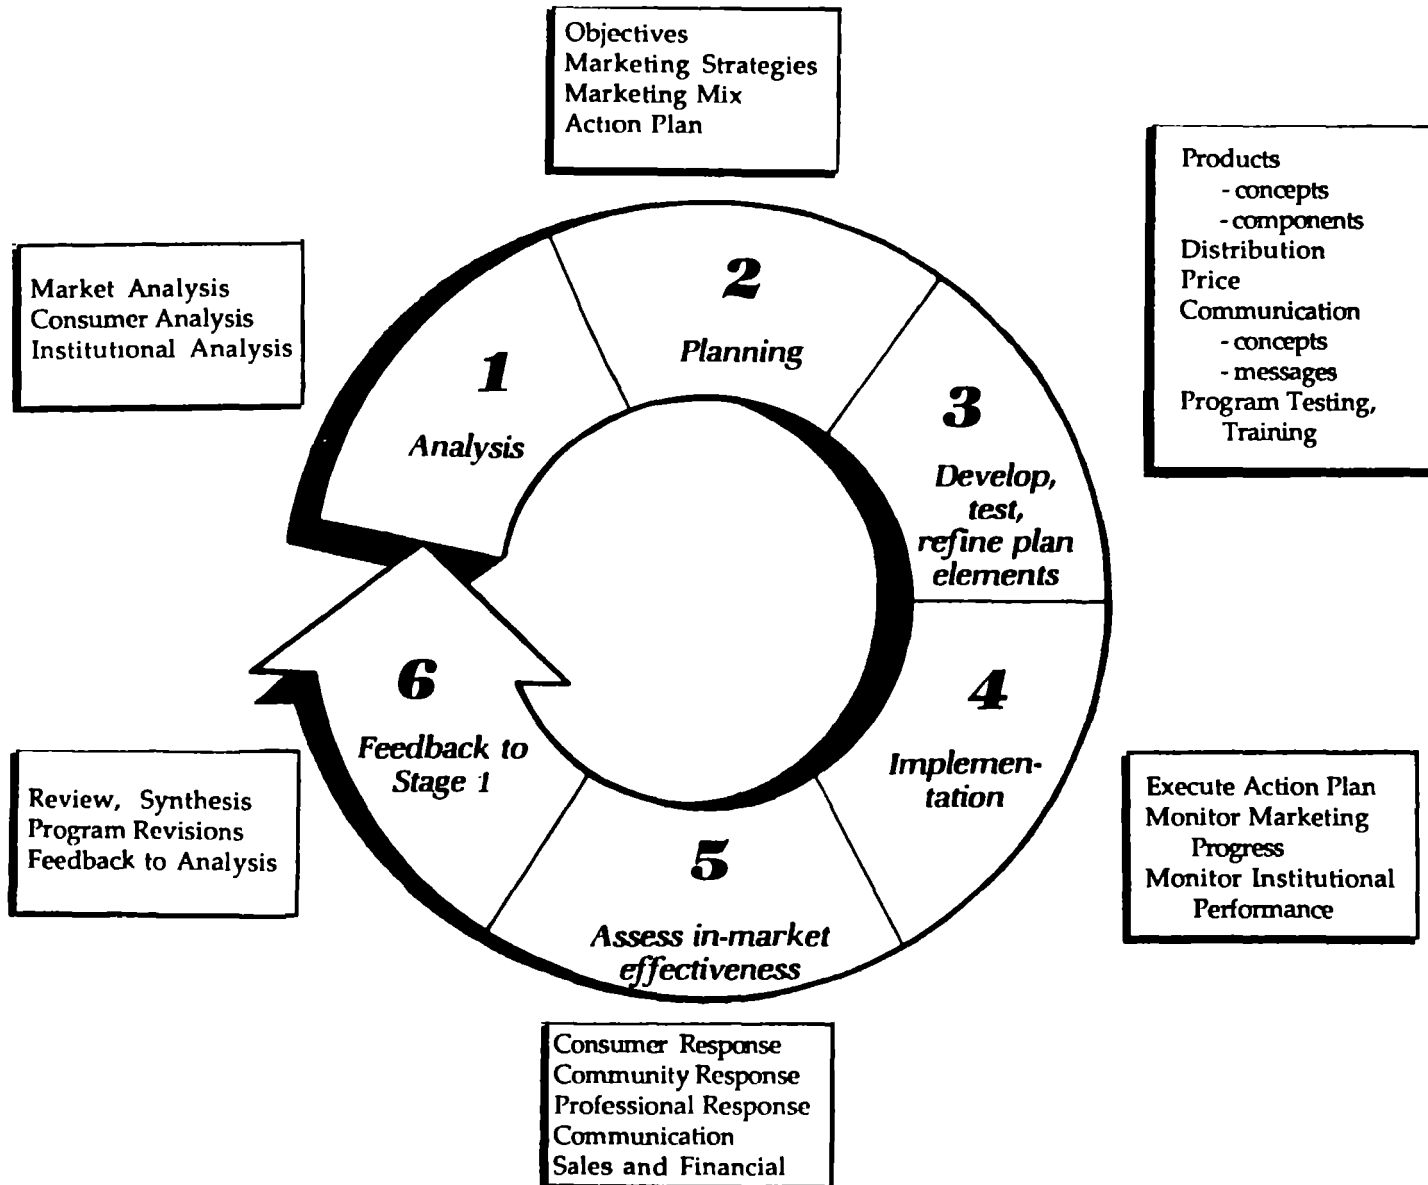 Objectives
Marketing Strategies
Marketing Mix
Action Plan
Products
- concepts
- components
Distribution
Price
Communication
- concepts
- messages
Program Testing,
Training
Market Analysis
Consumer Analysis
Institutional Analysis
1
Analysis
2
Planning
3
Develop,
test,
refine plan
elements
4
Implemen-
tation
Execute Action Plan
Monitor Marketing
Progress
Monitor Institutional
Performance
5
Assess in-market
effectiveness
Consumer Response
Community Response
Professional Response
Communication
Sales and Financial
6
Feedback to
Stage 1
Review, Synthesis
Program Revisions
Feedback to Analysis